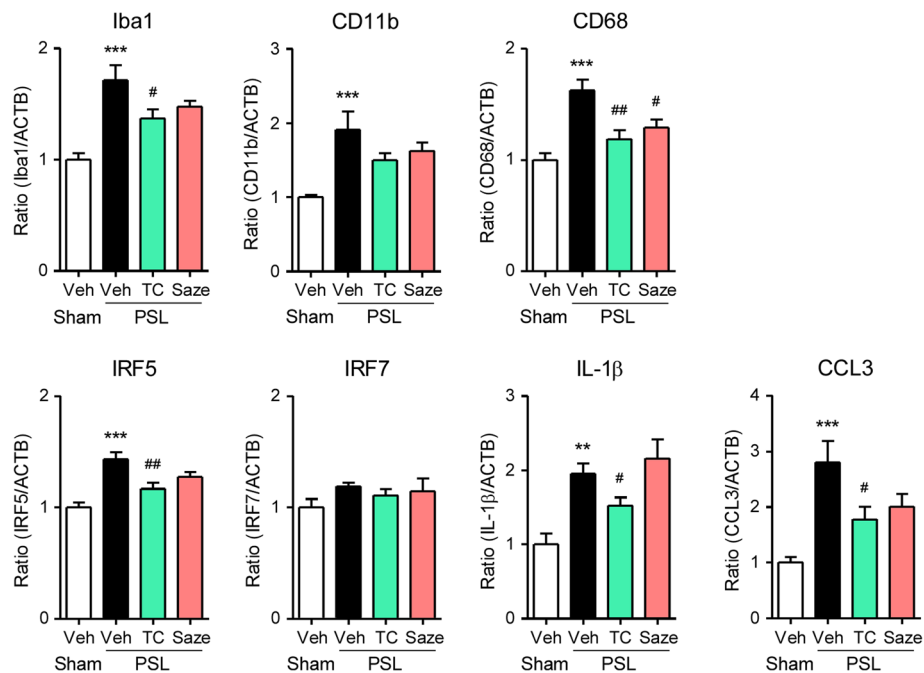 Iba1
Ratio (Iba1/ACTB)
2
1
0
***
#
Veh Veh TC Saze
Sham PSL
CD11b
Ratio (CD11b/ACTB)
3
2
1
0
***
Veh Veh TC Saze
Sham PSL
CD68
Ratio (CD68/ACTB)
2
1
0
***
##
#
Veh Veh TC Saze
Sham PSL
IRF5
Ratio (IRF5/ACTB)
2
1
0
***
##
Veh Veh TC Saze
Sham PSL
IRF7
Ratio (IRF7/ACTB)
2
1
0
Veh Veh TC Saze
Sham PSL
IL-1β
Ratio (IL-1β/ACTB)
3
2
1
0
**
#
Veh Veh TC Saze
Sham PSL
CCL3
Ratio (CCL3/ACTB)
4
3
2
1
0
***
#
Veh Veh TC Saze
Sham PSL